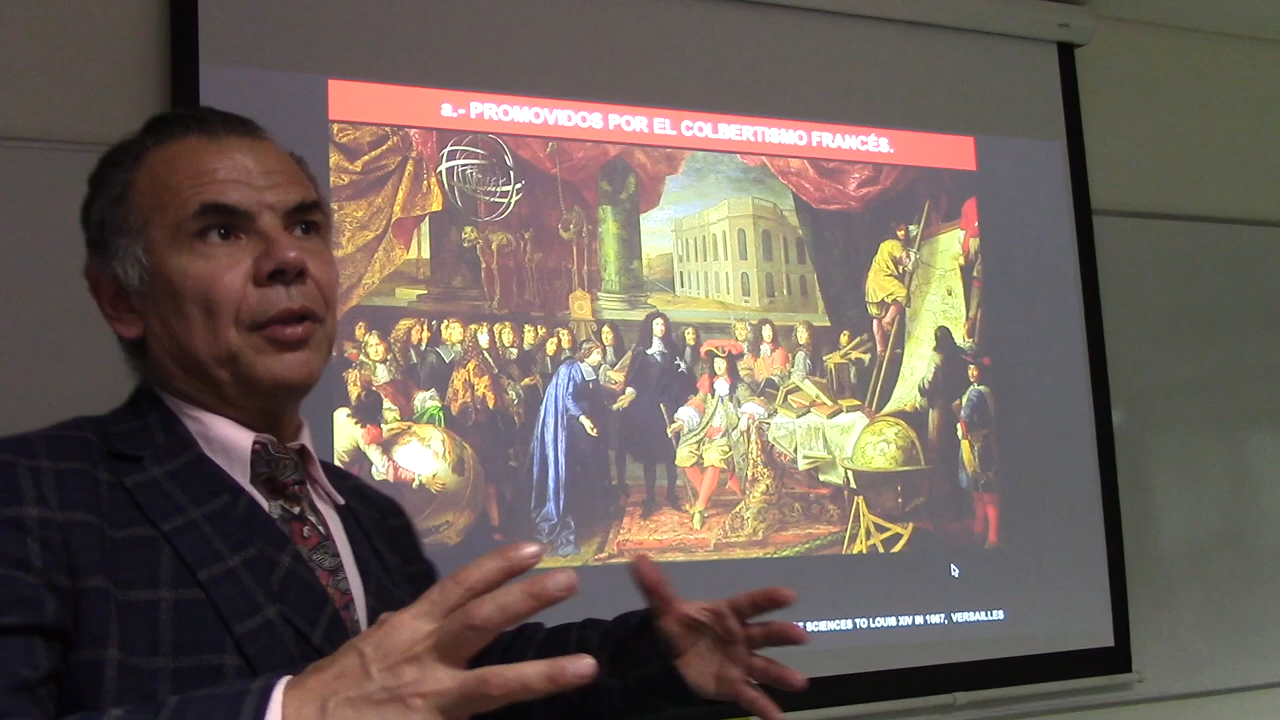 a.- PROMOVIDOS POR EL COLBERTISMO FRANCÉS.
SCIENCES TO LOUIS XIV IN 1667, VERSAILLES